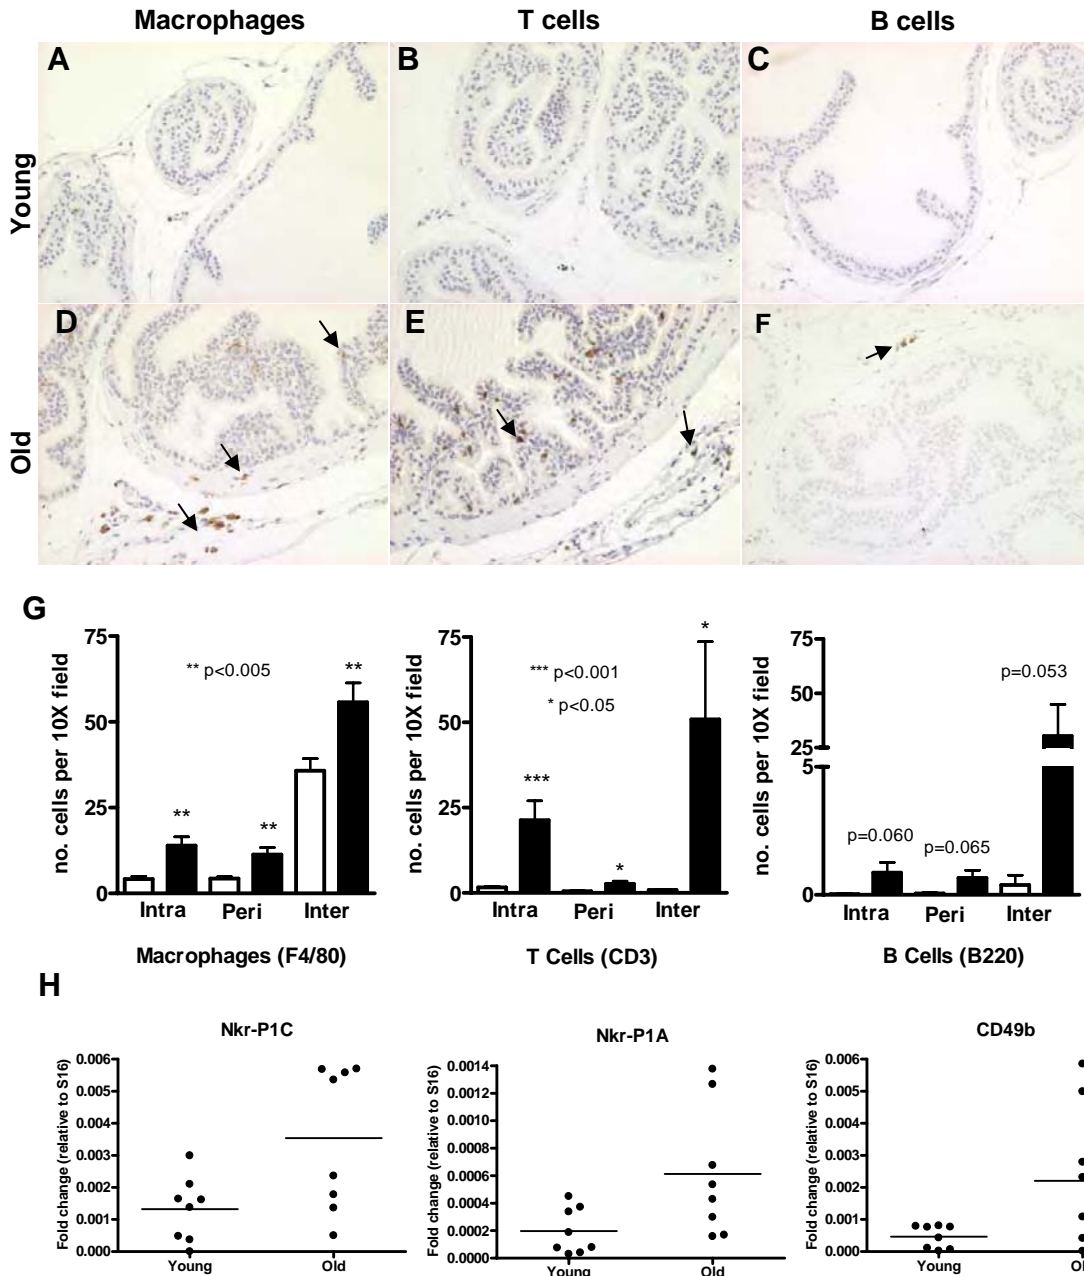 Macrophages T cells B cells
Young
A B C
Old
D E F
G
no. cells per 10X field
75
50
25
0
** p<0.005
** ** **
Intra Peri Inter
Macrophages (F4/80)
no. cells per 10X field
75
50
25
0
*** p<0.001
* p<0.05
*** * *
Intra Peri Inter
T Cells (CD3)
no. cells per 10X field
75
50
25
5
0
p=0.060 p=0.065 p=0.053
Intra Peri Inter
B Cells (B220)
H
Nkr-P1C
Fold change (relative to S16)
0.006
0.005
0.004
0.003
0.002
0.001
0.000
Young Old
Nkr-P1A
Fold change (relative to S16)
0.0014
0.0012
0.0010
0.0008
0.0006
0.0004
0.0002
0.0000
Young Old
CD49b
Fold change (relative to S16)
0.006
0.005
0.004
0.003
0.002
0.001
0.000
Young